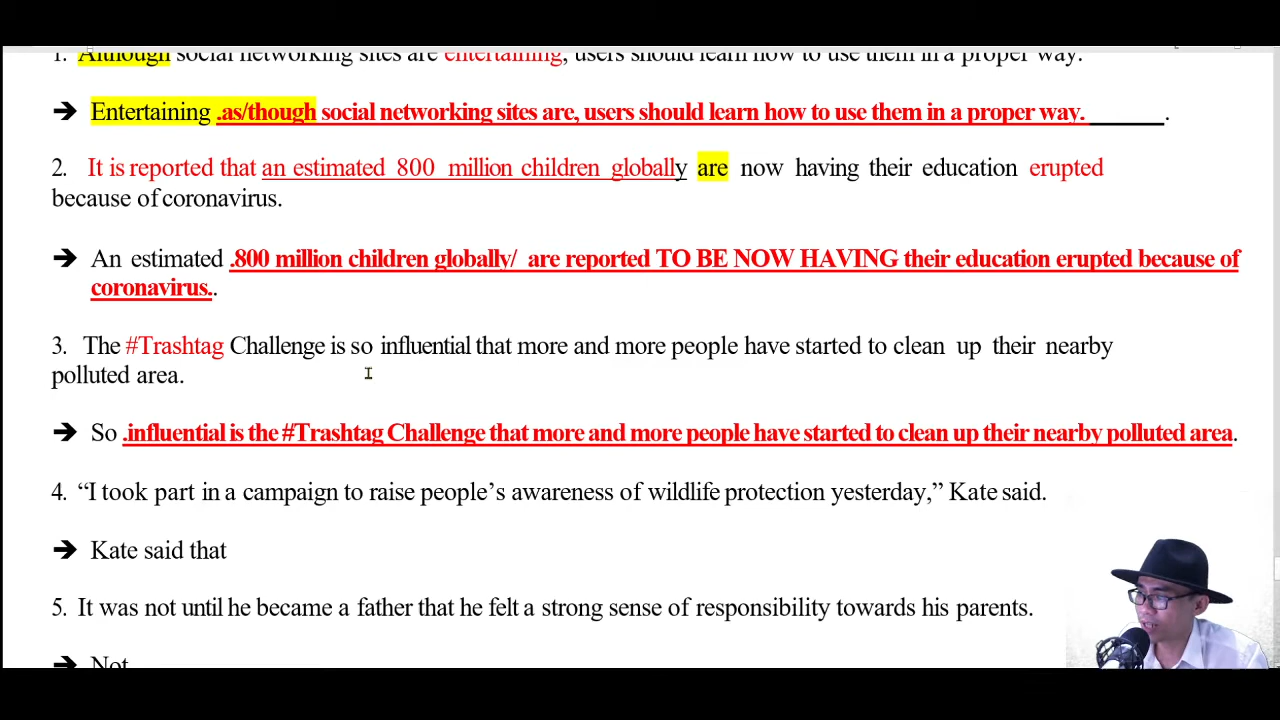 1. Although social networking sites are entertaining, users should learn how to use them in a proper way.
➔ Entertaining .as/though social networking sites are, users should learn how to use them in a proper way. ______.
2. It is reported that an estimated 800 million children globally are now having their education erupted
because of coronavirus.
➔ An estimated .800 million children globally/ are reported TO BE NOW HAVING their education erupted because of
coronavirus..
3. The #Trashtag Challenge is so influential that more and more people have started to clean up their nearby
polluted area.
➔ So .influential is the #Trashtag Challenge that more and more people have started to clean up their nearby polluted area.
4. “I took part in a campaign to raise people’s awareness of wildlife protection yesterday,” Kate said.
➔ Kate said that
5. It was not until he became a father that he felt a strong sense of responsibility towards his parents.
➔ Not